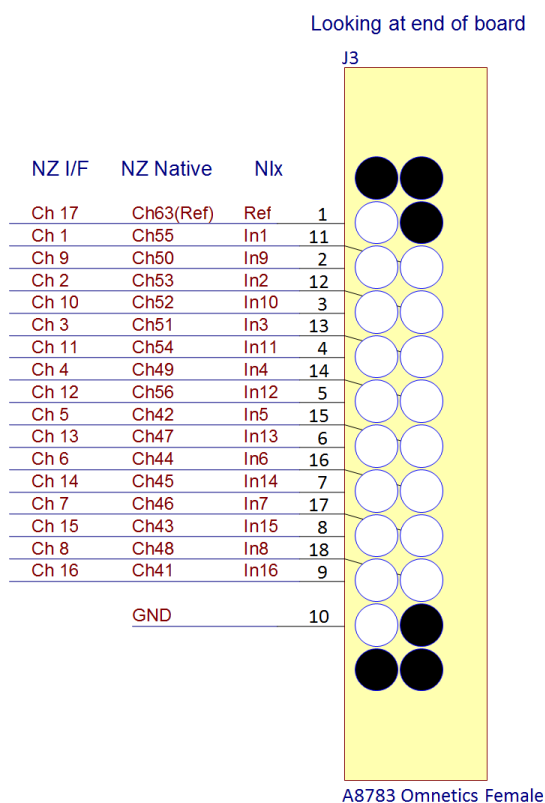 Looking at end of board
J3
NZ I/F NZ Native NIx
Ch 17 Ch63(Ref) Ref 1
Ch 1 Ch55 In1 11
Ch 9 Ch50 In9 2
Ch 2 Ch53 In2 12
Ch 10 Ch52 In10 3
Ch 3 Ch51 In3 13
Ch 11 Ch54 In11 4
Ch 4 Ch49 In4 14
Ch 12 Ch56 In12 5
Ch 5 Ch42 In5 15
Ch 13 Ch47 In13 6
Ch 6 Ch44 In6 16
Ch 14 Ch45 In14 7
Ch 7 Ch46 In7 17
Ch 15 Ch43 In15 8
Ch 8 Ch48 In8 18
Ch 16 Ch41 In16 9
GND 10
A8783 Omnetics Female